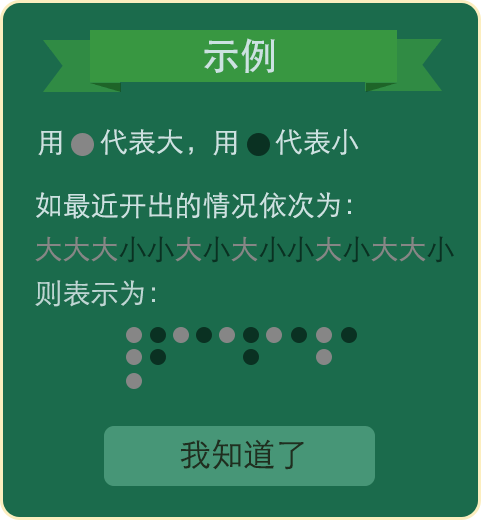 示例
用代表大，用代表小
如最近开出的情况依次为：
大大大小小大小大小小大小大大小
则表示为：
我知道了